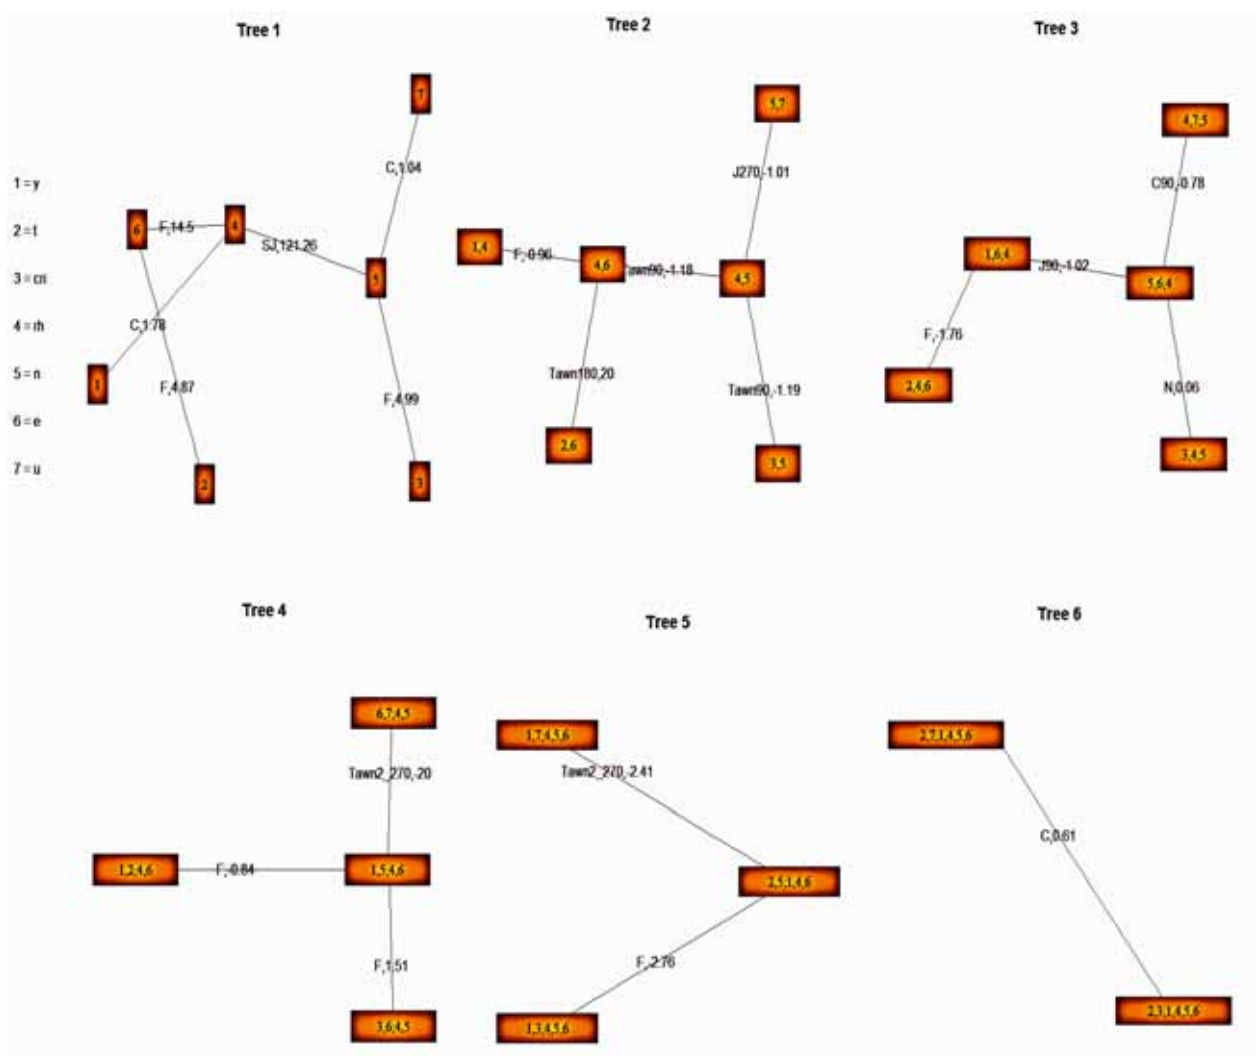 Tree 1
7
C,1.04
1 = y
2 = l
3 = cn
4 = rh
5 = n
6 = e
7 = u
6
F,14.5
4
SJ,121.26
5
C,1.78
1
F,4.87
F,4.99
2
3
Tree 2
5,7
J270,-1.01
1,4
F,-0.96
4,6
awn90,-1.18
4,5
Tawn180,20
Tawn90,-1.19
2,6
3,5
Tree 3
4,7;5
C90,-0.78
1,6;4
J90,-1.02
5,6;4
F,-1.76
2,4;6
N,0.06
3,4;5
Tree 4
6,7;4,5
Tawn2_270,-20
1,2;4,6
F,-0.84
1,5;4,6
F,1.51
3,6;4,5
Tree 5
1,7;4,5,6
Tawn2_270,-2.41
2,5;1,4,6
F,-2.76
1,3;4,5,6
Tree 6
2,7;1,4,5,6
C,0.61
2,3;1,4,5,6